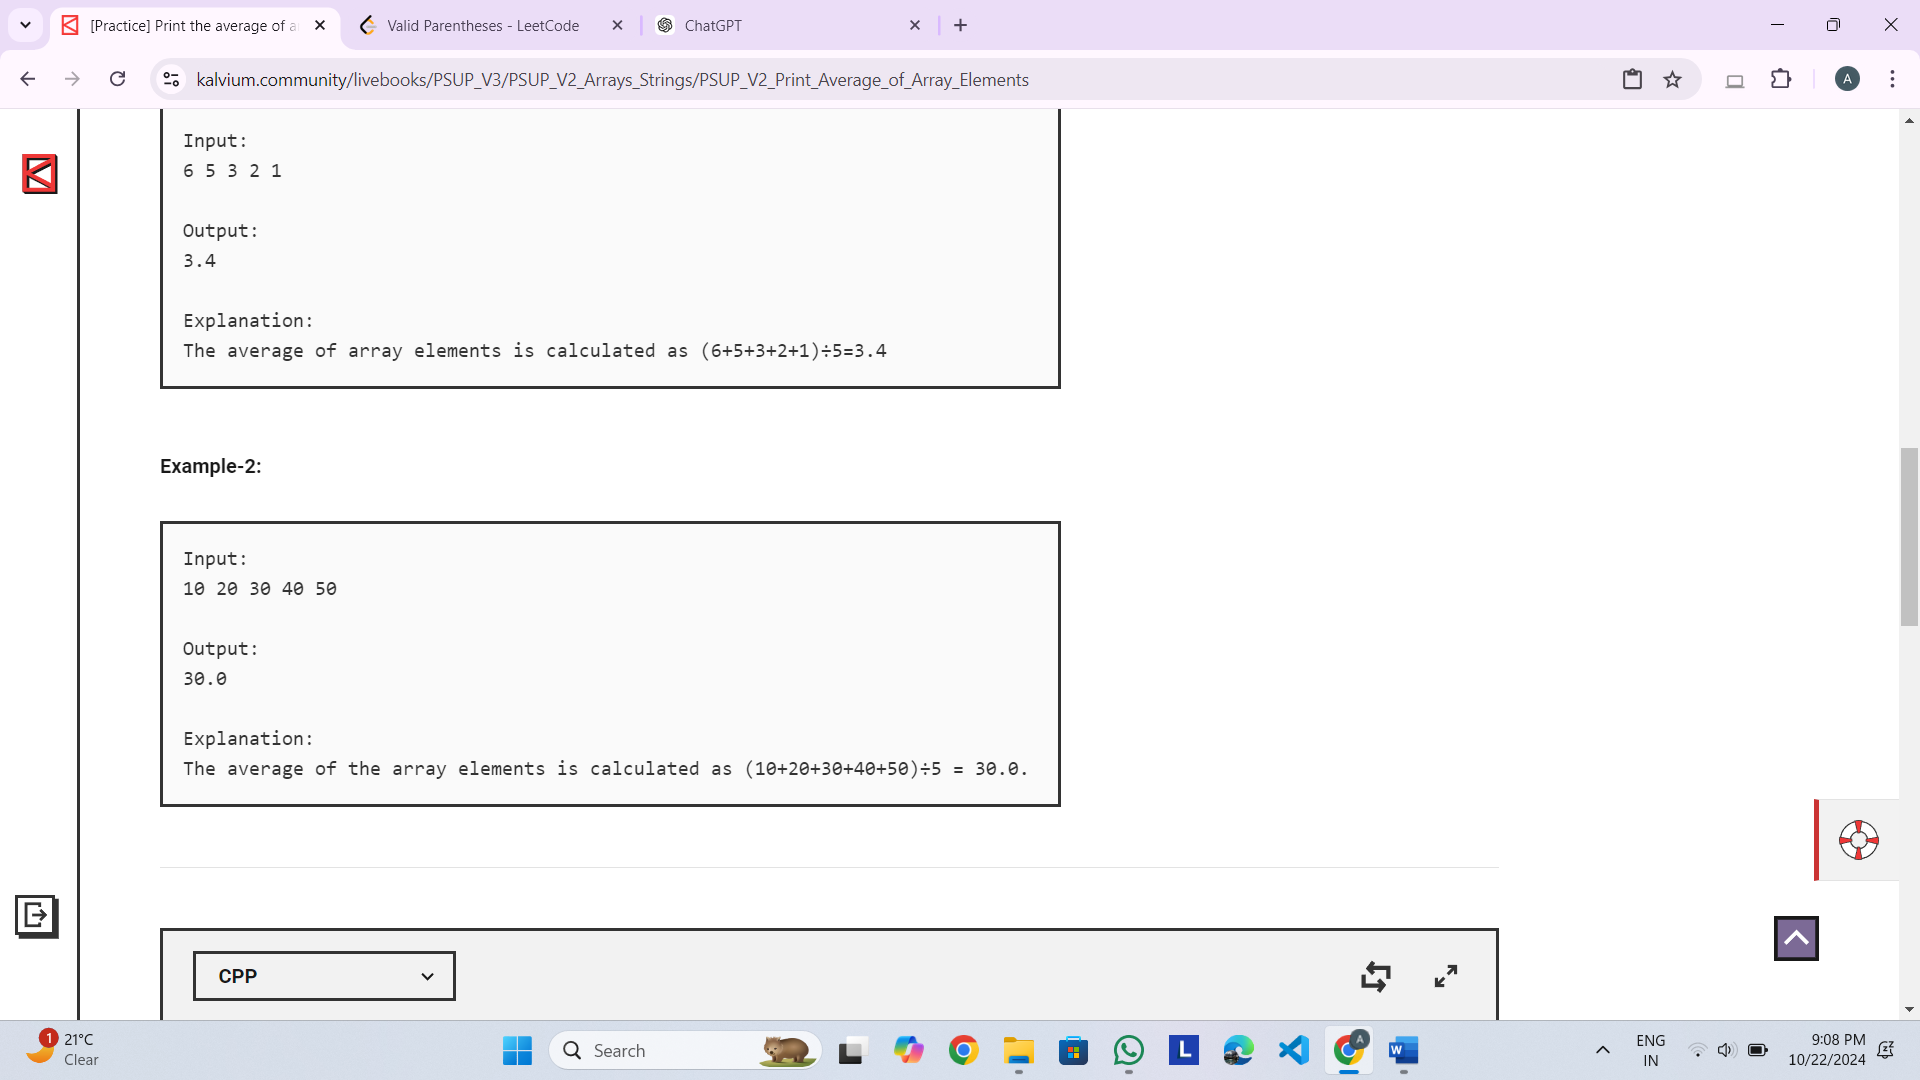 [Practice] Print the average of a
Valid Parentheses - LeetCode
ChatGPT
kalvium.community/livebooks/PSUP_V3/PSUP_V2_Arrays_Strings/PSUP_V2_Print_Average_of_Array_Elements
A
Input:
6 5 3 2 1
Output:
3.4
Explanation:
The average of array elements is calculated as (6+5+3+2+1)÷5=3.4
Example-2:
Input:
10 20 30 40 50
Output:
30.0
Explanation:
The average of the array elements is calculated as (10+20+30+40+50)÷5 = 30.0.
CPP
1
21°C
Clear
Search
L
A
W
ENG
IN
9:08 PM
10/22/2024